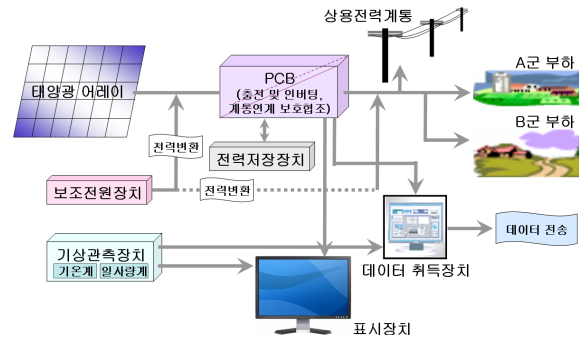 상용전력계통
태양광 어레이
PCB
(충전 및 인버팅,
계통연계 보호협조)
A군 부하
B군 부하
전력변환
전력저장장치
보조전원장치
전력변환
기상관측장치
기온계 일사량계
데이터 취득장치
데이터 전송
표시장치